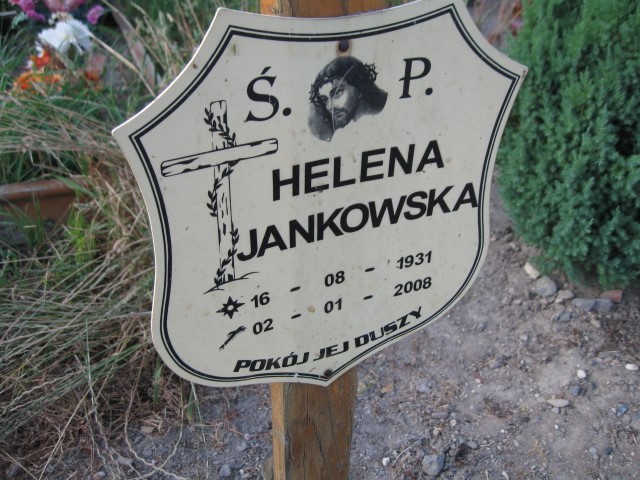 Ś. P.
HELENA
JANKOWSKA
16 - 08 - 1931
02 - 01 - 2008
POKÓJ JEJ DUSZY